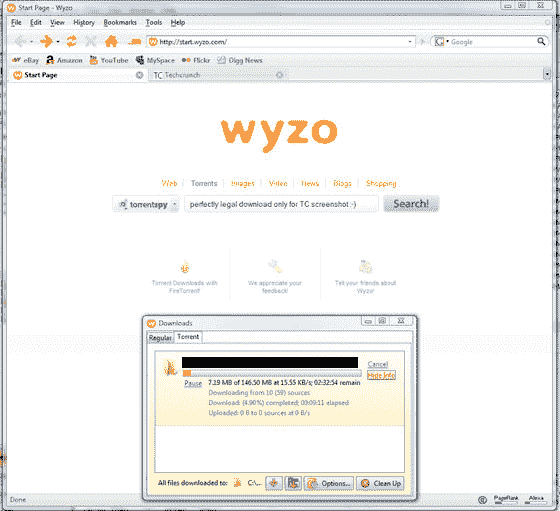 Start Page - Wyzo
File Edit View History Bookmarks Tools Help
http://start.wyzo.com/ Google
eBay Amazon YouTube MySpace Flickr Digg News
Start Page TC Techcrunch
wyzo
Web Torrents Images Video News Blogs Shopping
torrentspy perfectly legal download only for TC screenshot :-) Search!
Torrent Downloads with FireTorrent!
We appreciate your feedback!
Tell your friends about Wyzo!
Downloads
Regular Torrent
Cancel
Hide Info
Pause 7.19 MB of 146.50 MB at 15.55 KB/s; 02:32:54 remain
Downloading from 10 (59) sources
Download: (4.90%) completed; 00:09:11 elapsed
Uploaded: 0 B to 0 sources at 0 B/s
All files downloaded to: C:\... Options... Clean Up
Done PageRank Alexa